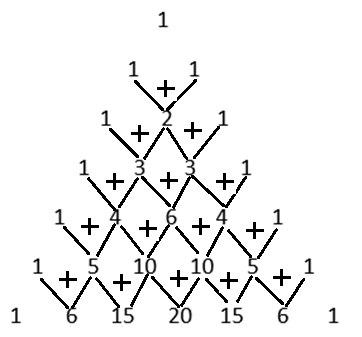 1
1 + 1
1 + 2 + 1
1 + 3 + 3 + 1
1 + 4 + 6 + 4 + 1
1 + 5 + 10 + 10 + 5 + 1
1 6 15 20 15 6 1